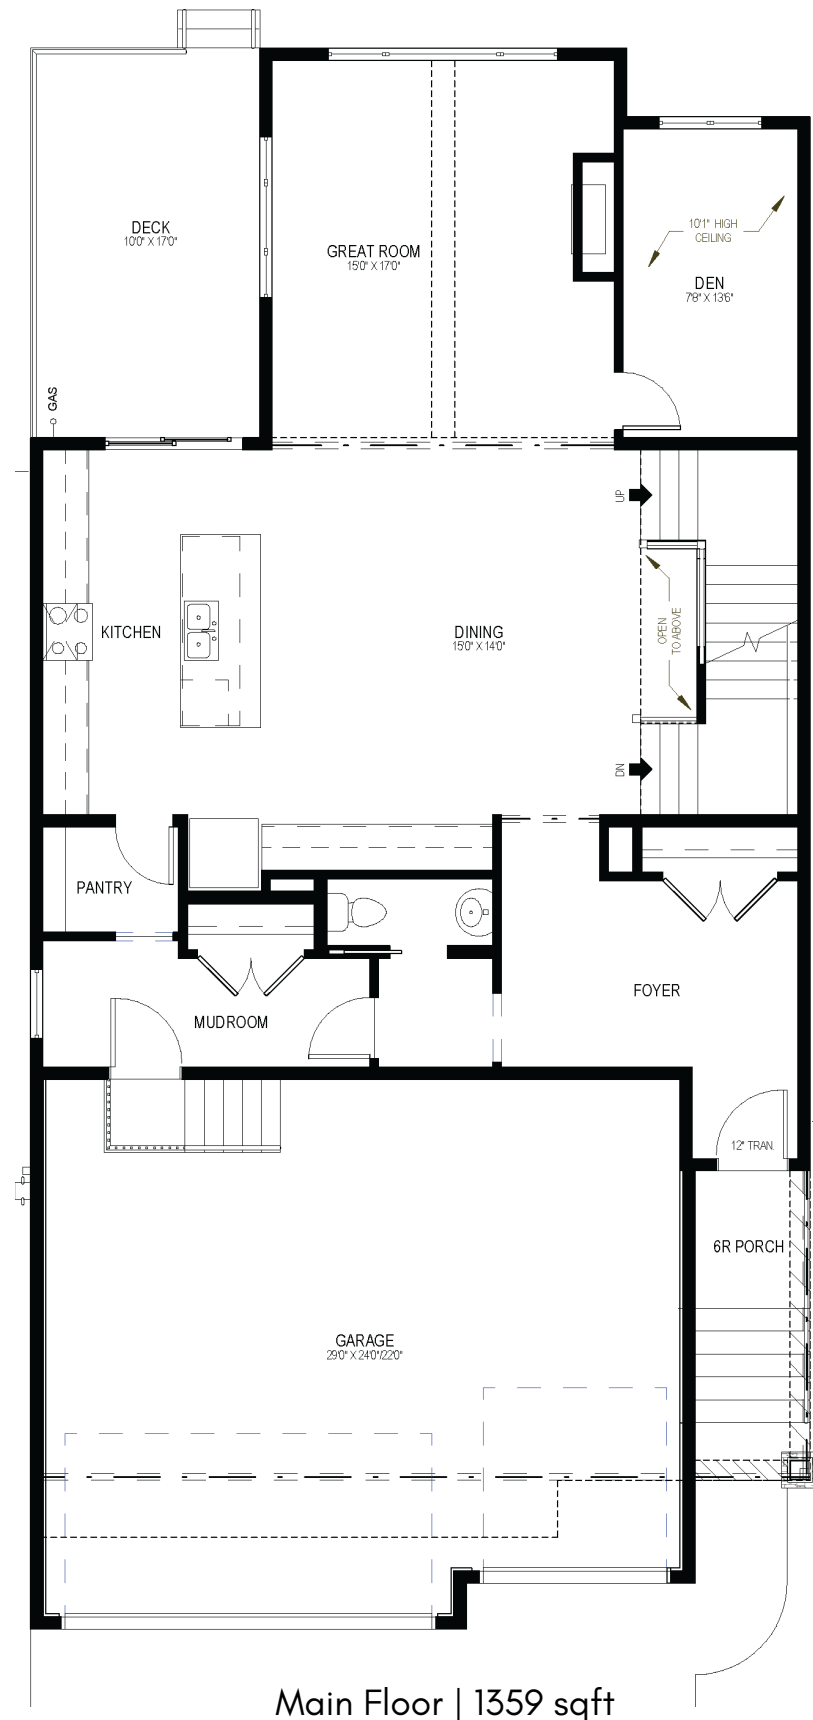 DECK
10'0" X 17'0"
GREAT ROOM
15'0" X 17'0"
10'1" HIGH
CEILING
DEN
7'8" X 13'6"
GAS
UP
KITCHEN
DINING
15'0" X 14'0"
OPEN
TO ABOVE
DN
PANTRY
FOYER
MUDROOM
12" TRAN.
6R PORCH
GARAGE
29'0" X 24'0"/22'0"
Main Floor | 1359 sqft